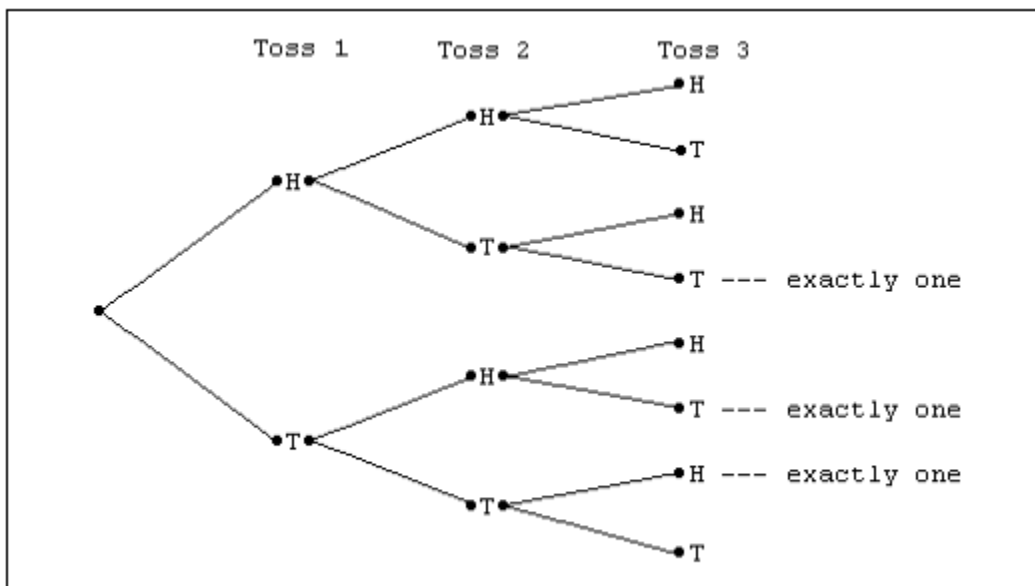 Toss 1 Toss 2 Toss 3
H
H
T
H
H
T
T --- exactly one
H
H
T --- exactly one
T
H --- exactly one
T
T